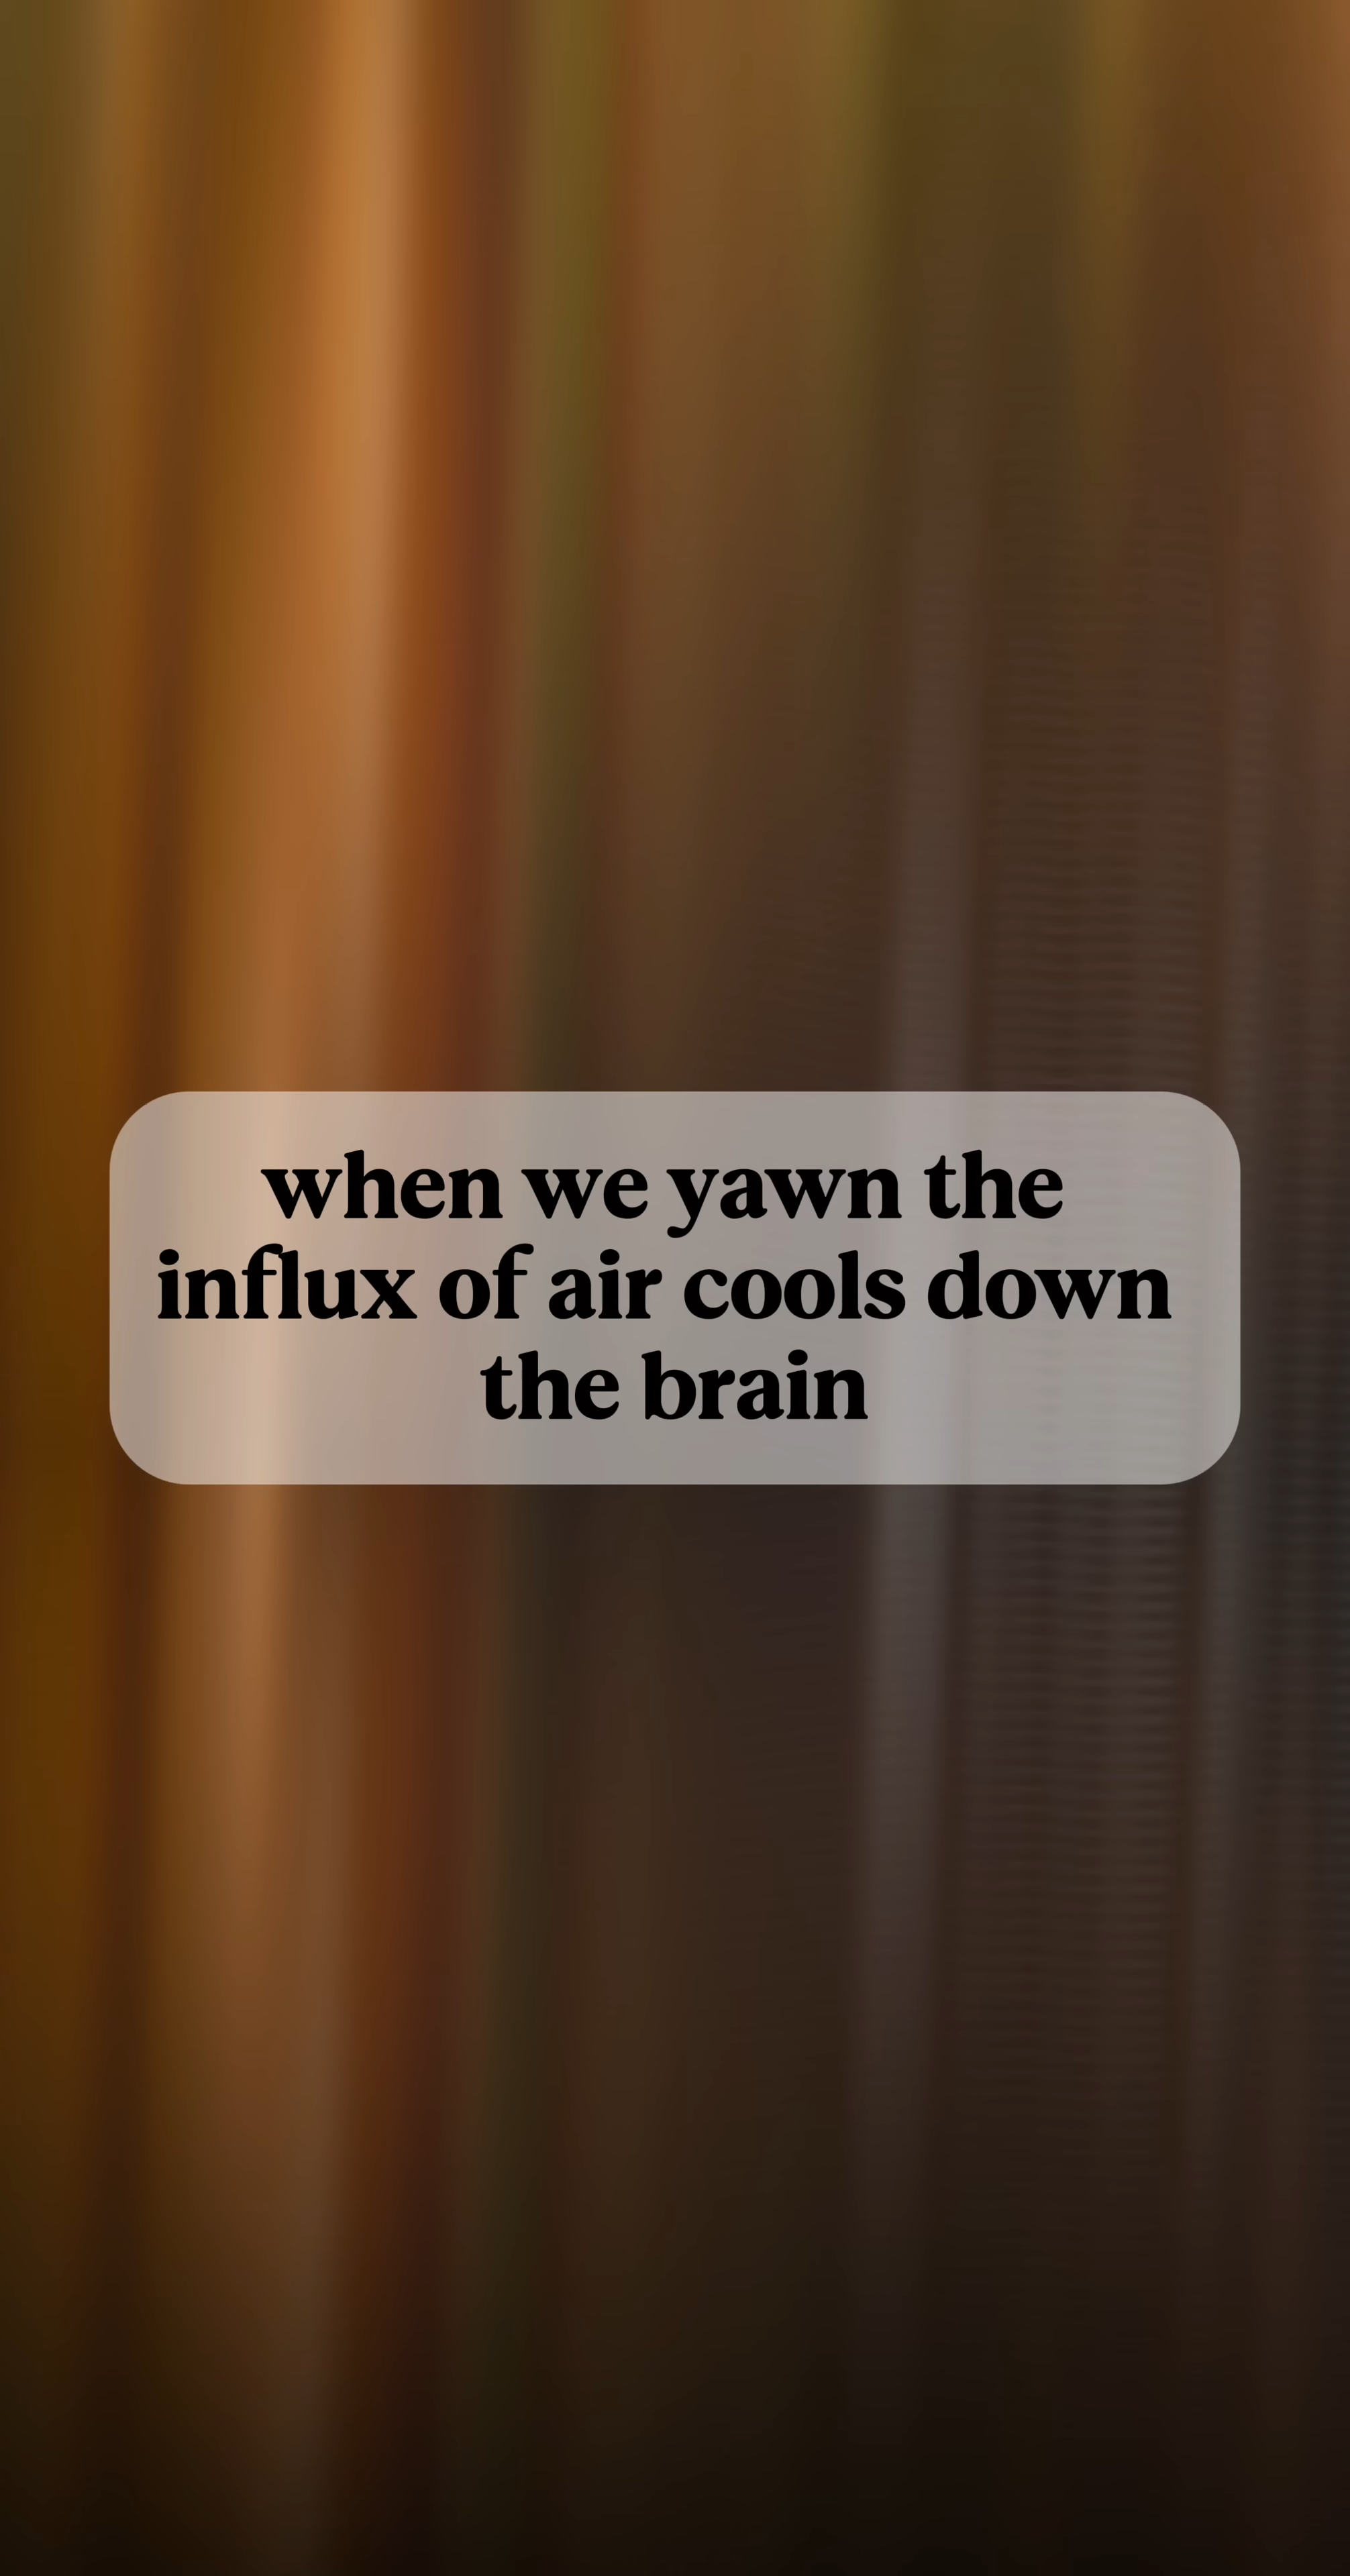 when we yawn the
influx of air cools down
the brain